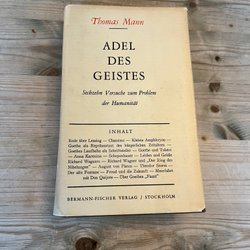 Thomas Mann
ADEL
DES
GEISTES
Sechzehn Versuche zum Problem
der Humanität
INHALT
Rede über Lessing — Chamisso — Kleists Amphitryon —
Goethe als Repräsentant des bürgerlichen Zeitalters —
Goethes Laufbahn als Schriftsteller — Goethe und Tolstoi
— Anna Karenina — Schopenhauer — Leiden und Größe
Richard Wagners — Richard Wagner und „Der Ring des
Nibelungen“ — August von Platen — Theodor Storm —
Der alte Fontane — Freud und die Zukunft — Meerfahrt
mit Don Quijote — Über Goethes „Faust“
BERMANN-FISCHER VERLAG / STOCKHOLM